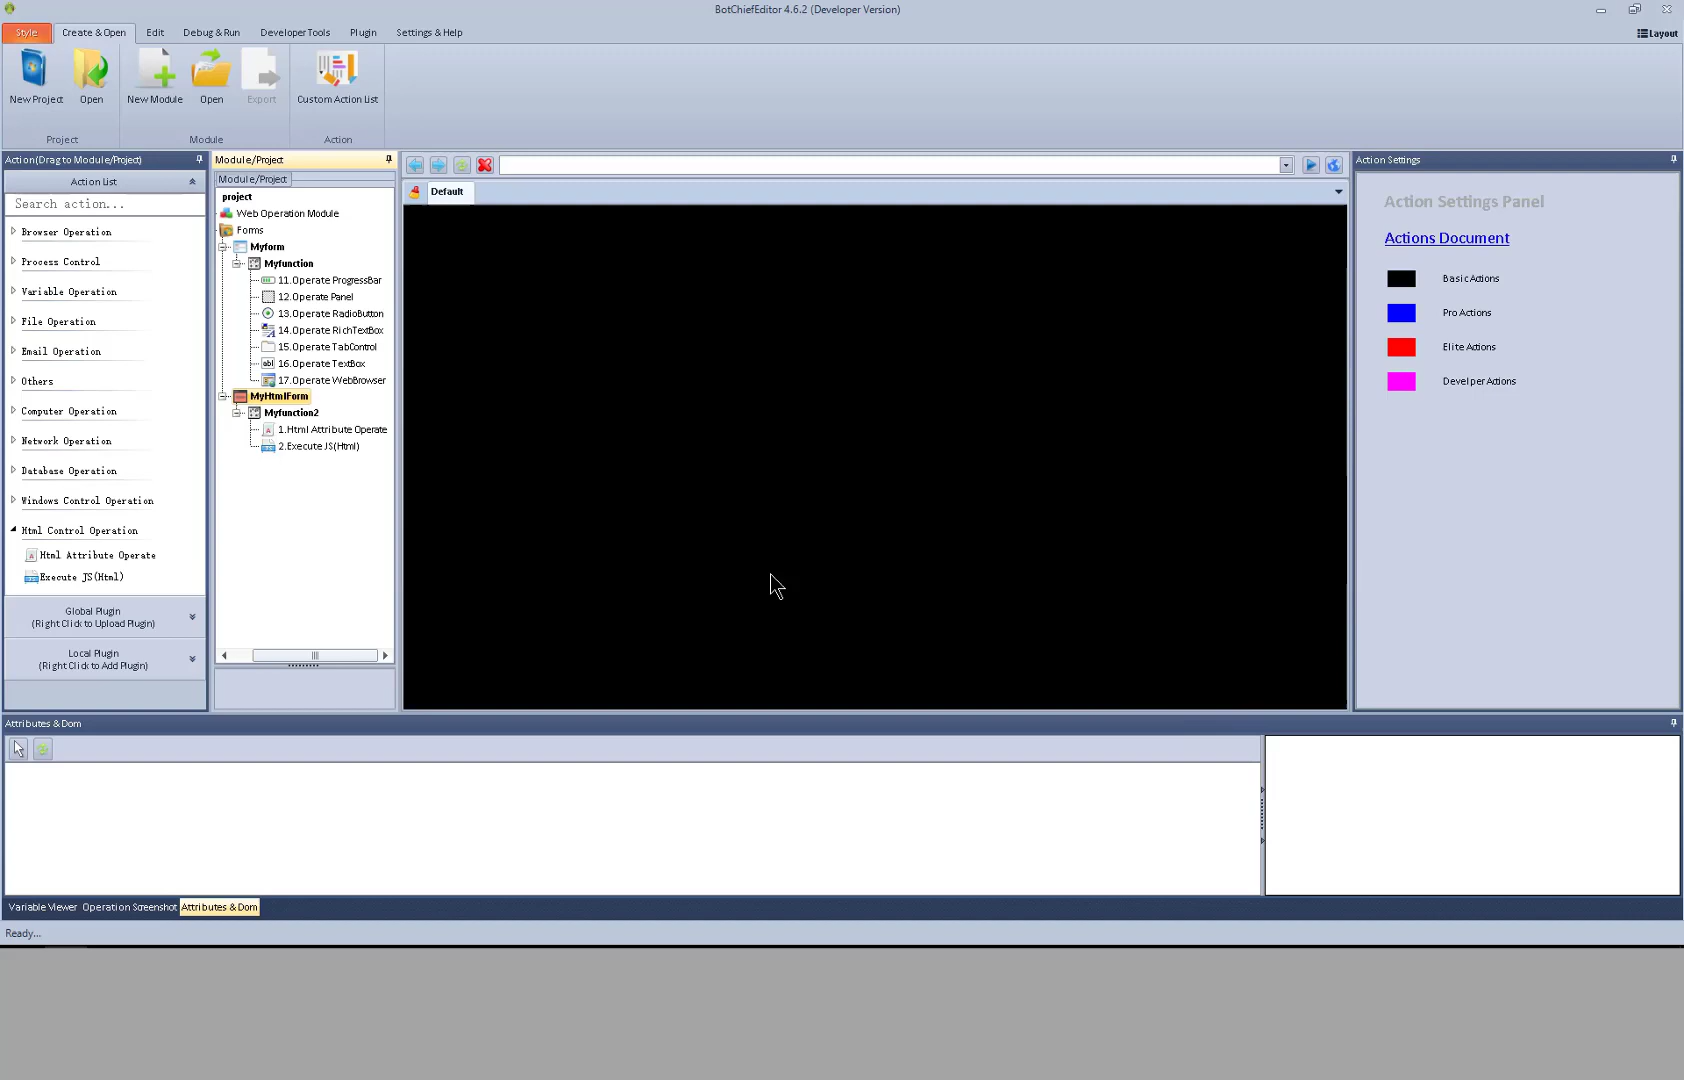 BotChiefEditor 4.6.2 (Developer Version)
Style
Create & Open
Edit
Debug & Run
Developer Tools
Plugin
Settings & Help
Layout
New Project
Open
New Module
Open
Export
Custom Action List
Project
Module
Action
Action(Drag to Module/Project)
Action List
Search action...
Browser Operation
Process Control
Variable Operation
File Operation
Email Operation
Others
Computer Operation
Network Operation
Database Operation
Windows Control Operation
Html Control Operation
Html Attribute Operate
Execute JS(Html)
Global Plugin
(Right Click to Upload Plugin)
Local Plugin
(Right Click to Add Plugin)
Module/Project
Module/Project
project
Web Operation Module
Forms
Myform
Myfunction
11.Operate ProgressBar
12.Operate Panel
13.Operate RadioButton
14.Operate RichTextBox
15.Operate TabControl
16.Operate TextBox
17.Operate WebBrowser
MyHtmlForm
Myfunction2
1.Html Attribute Operate
2.Execute JS(Html)
Default
Action Settings
Action Settings Panel
Actions Document
Basic Actions
Pro Actions
Elite Actions
Develper Actions
Attributes & Dom
Variable Viewer
Operation Screenshot
Attributes & Dom
Ready...